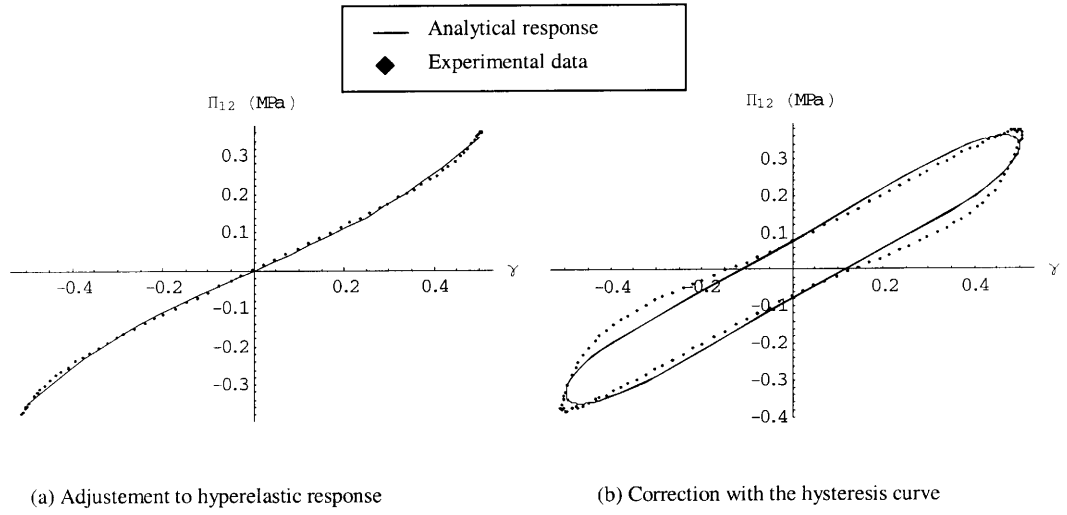 Analytical response
Experimental data
Π12 (MPa)
0.3
0.2
0.1
-0.4
-0.2
0.2
0.4
γ
-0.1
-0.2
-0.3
Π12 (MPa)
0.3
0.2
0.1
-0.4
-0.2
0.2
0.4
γ
-0.1
-0.2
-0.3
-0.4
(a) Adjustement to hyperelastic response
(b) Correction with the hysteresis curve